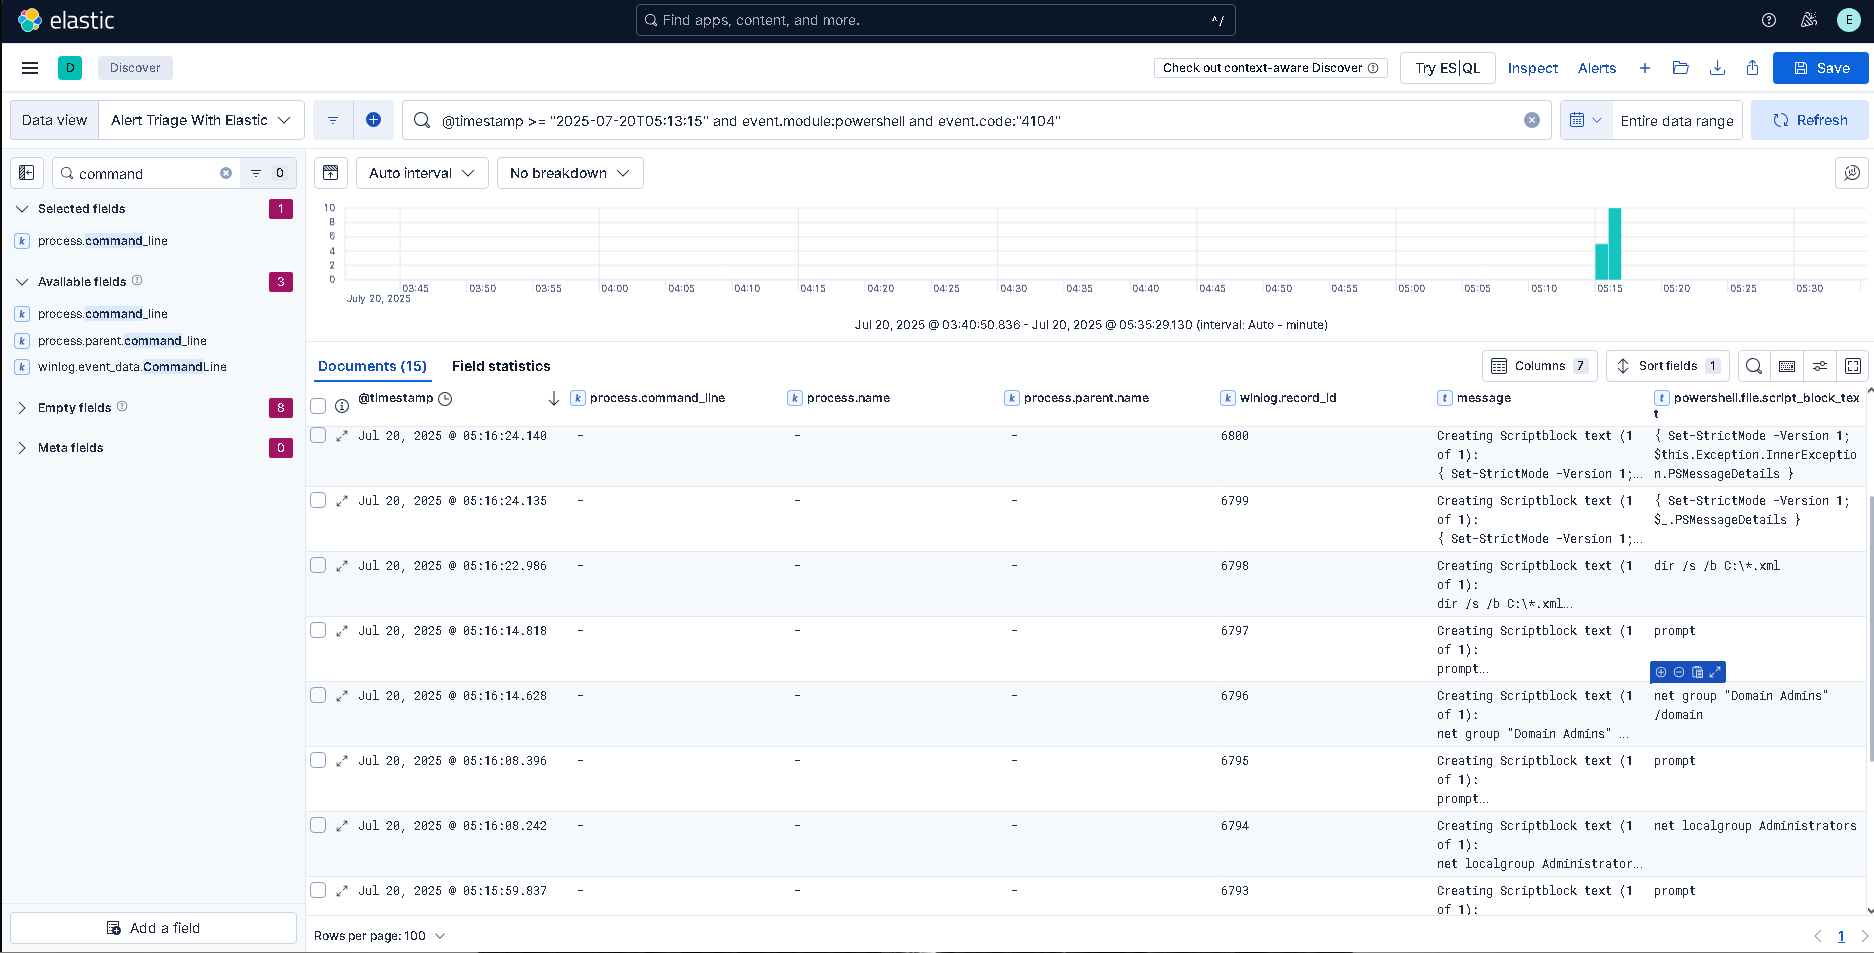 elastic
Find apps, content, and more.
^/
E
D
Discover
Check out context-aware Discover
Try ES|QL
Inspect
Alerts
Save
Data view
Alert Triage With Elastic
@timestamp >= "2025-07-20T05:13:15" and event.module:powershell and event.code:"4104"
Entire data range
Refresh
command
0
Auto interval
No breakdown
Selected fields
1
process.command_line
Available fields
3
process.command_line
process.parent.command_line
winlog.event_data.CommandLine
Empty fields
8
Meta fields
0
Add a field
10
8
6
4
2
0
03:45 03:50 03:55 04:00 04:05 04:10 04:15 04:20 04:25 04:30 04:35 04:40 04:45 04:50 04:55 05:00 05:05 05:10 05:15 05:20 05:25 05:30
July 20, 2025
Jul 20, 2025 @ 03:40:50.836 - Jul 20, 2025 @ 05:35:29.130 (interval: Auto - minute)
Documents (15)
Field statistics
Columns 7
Sort fields 1
@timestamp
k process.command_line
k process.name
k process.parent.name
k winlog.record_id
t message
t powershell.file.script_block_tex
t
Jul 20, 2025 @ 05:16:24.140 - - - 6800 Creating Scriptblock text (1 { Set-StrictMode -Version 1;
of 1): $this.Exception.InnerExceptio
{ Set-StrictMode -Version 1;… n.PSMessageDetails }
Jul 20, 2025 @ 05:16:24.135 - - - 6799 Creating Scriptblock text (1 { Set-StrictMode -Version 1;
of 1): $_.PSMessageDetails }
{ Set-StrictMode -Version 1;…
Jul 20, 2025 @ 05:16:22.986 - - - 6798 Creating Scriptblock text (1 dir /s /b C:\*.xml
of 1):
dir /s /b C:\*.xml…
Jul 20, 2025 @ 05:16:14.818 - - - 6797 Creating Scriptblock text (1 prompt
of 1):
prompt…
Jul 20, 2025 @ 05:16:14.628 - - - 6796 Creating Scriptblock text (1 net group "Domain Admins"
of 1): /domain
net group "Domain Admins" …
Jul 20, 2025 @ 05:16:08.396 - - - 6795 Creating Scriptblock text (1 prompt
of 1):
prompt…
Jul 20, 2025 @ 05:16:08.242 - - - 6794 Creating Scriptblock text (1 net localgroup Administrators
of 1):
net localgroup Administrator…
Jul 20, 2025 @ 05:15:59.837 - - - 6793 Creating Scriptblock text (1 prompt
of 1):
Rows per page: 100
1